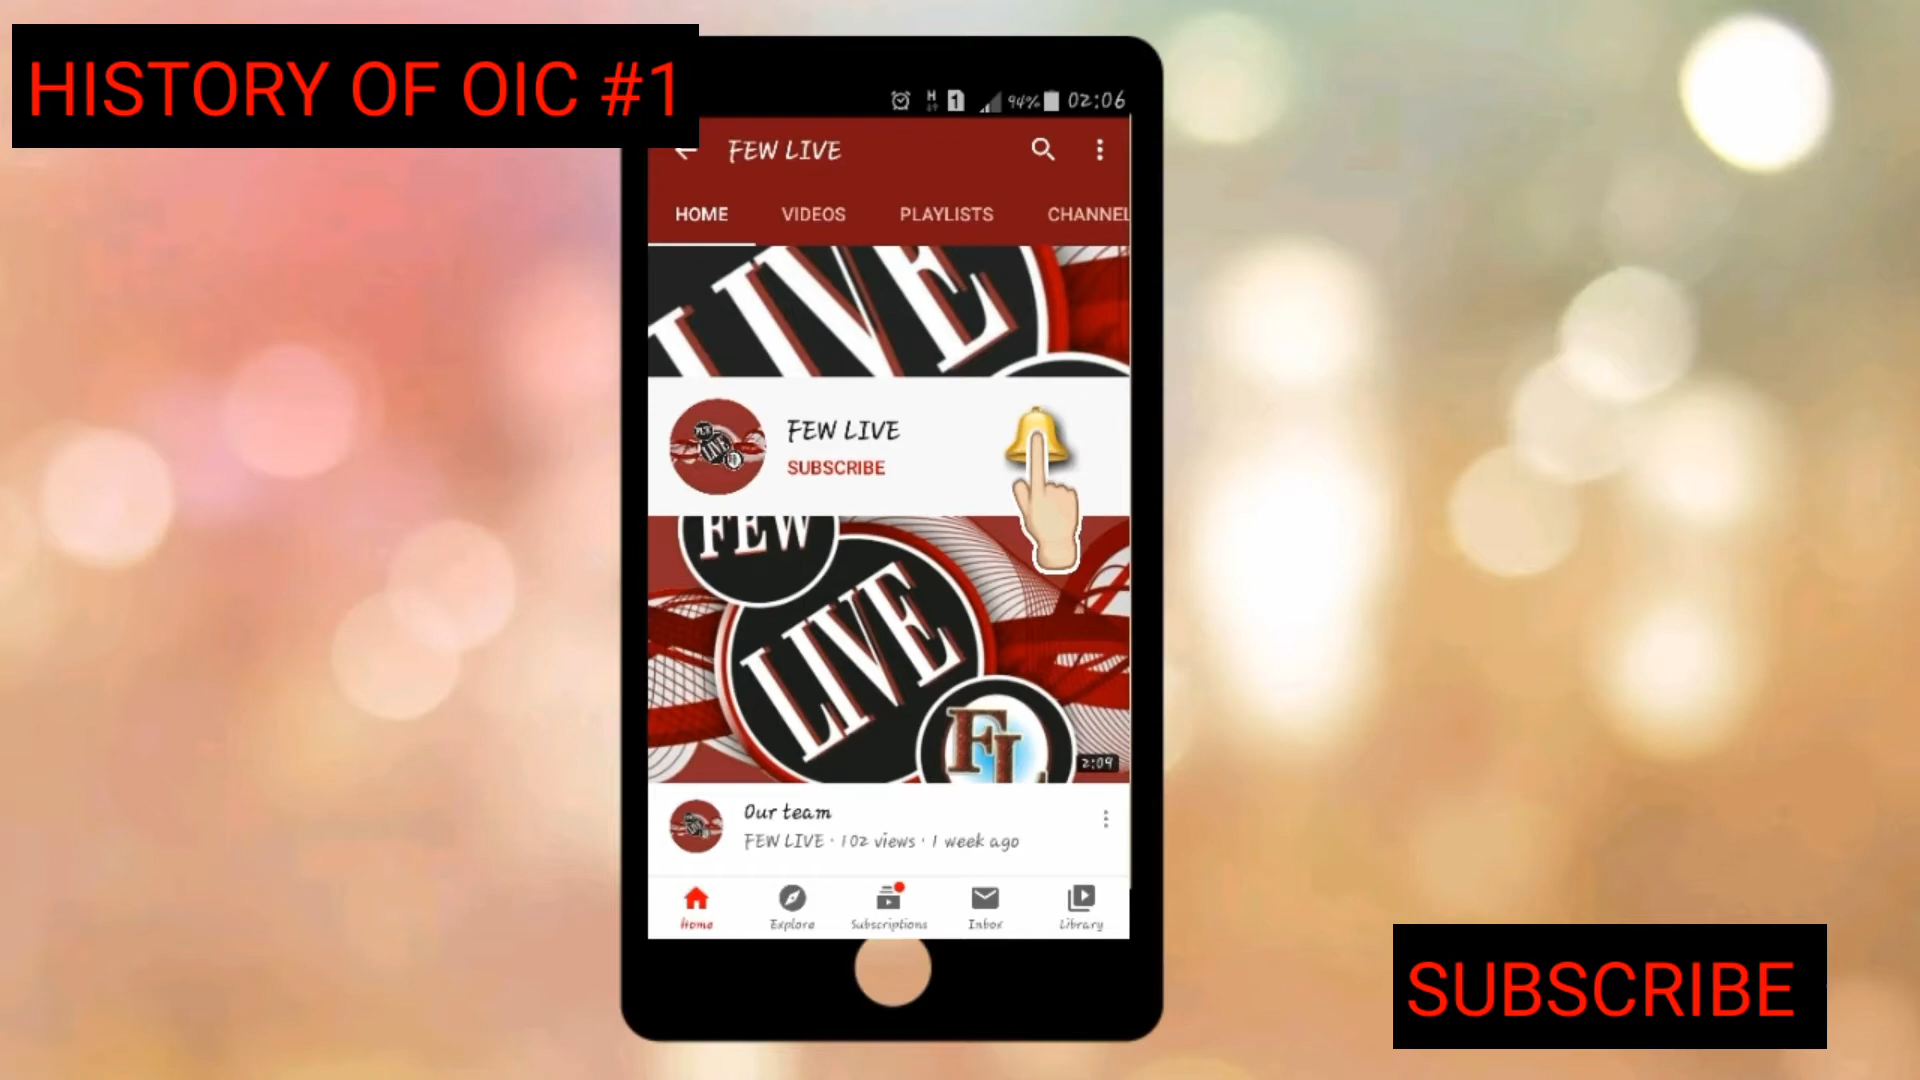 HISTORY OF OIC #1
H 1 94% 02:06
FEW LIVE
HOME VIDEOS PLAYLISTS CHANNEL
LIVE
FEW LIVE
SUBSCRIBE
FEW
LIVE
FL
2:09
Our team
FEW LIVE · 102 views · 1 week ago
Home Explore Subscriptions Inbox Library
SUBSCRIBE